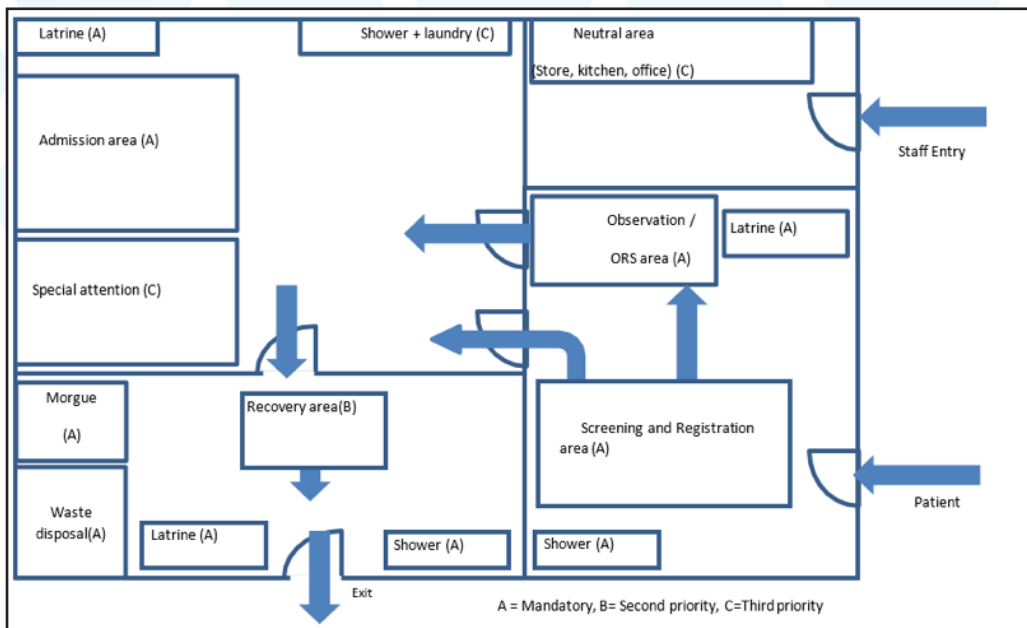 Latrine (A)
Shower + laundry (C)
Neutral area
(Store, kitchen, office) (C)
Admission area (A)
Staff Entry
Observation /
ORS area (A)
Latrine (A)
Special attention (C)
Morgue
(A)
Recovery area(B)
Screening and Registration
area (A)
Patient
Waste
disposal(A)
Latrine (A)
Shower (A)
Shower (A)
Exit
A = Mandatory, B= Second priority, C=Third priority